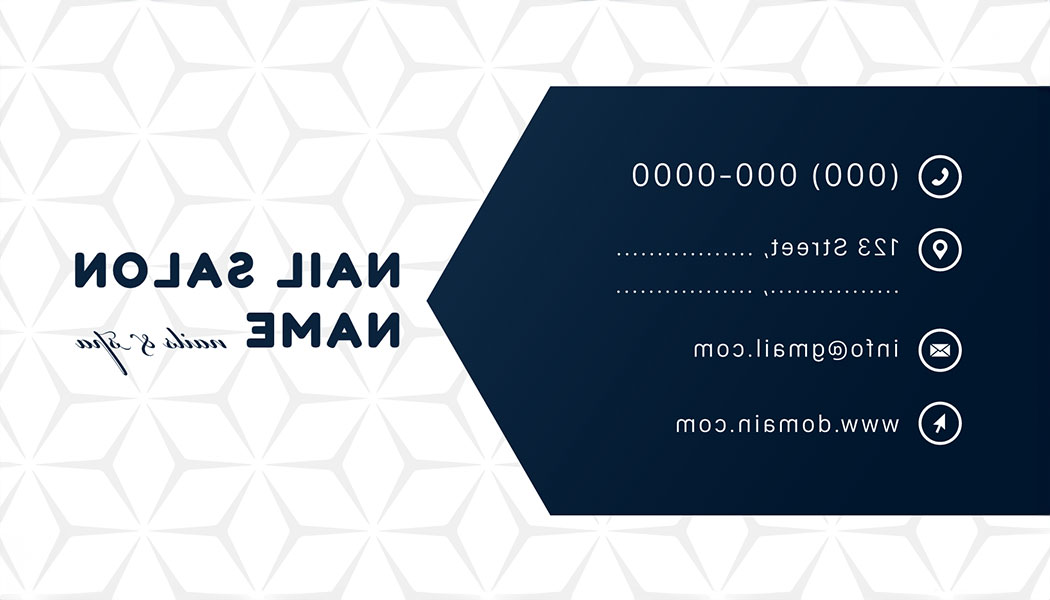 (000) 000-0000
123 Street, ..................
.................., ..................
info@gmail.com
www.domain.com
NAIL SALON
NAME nails & Spa